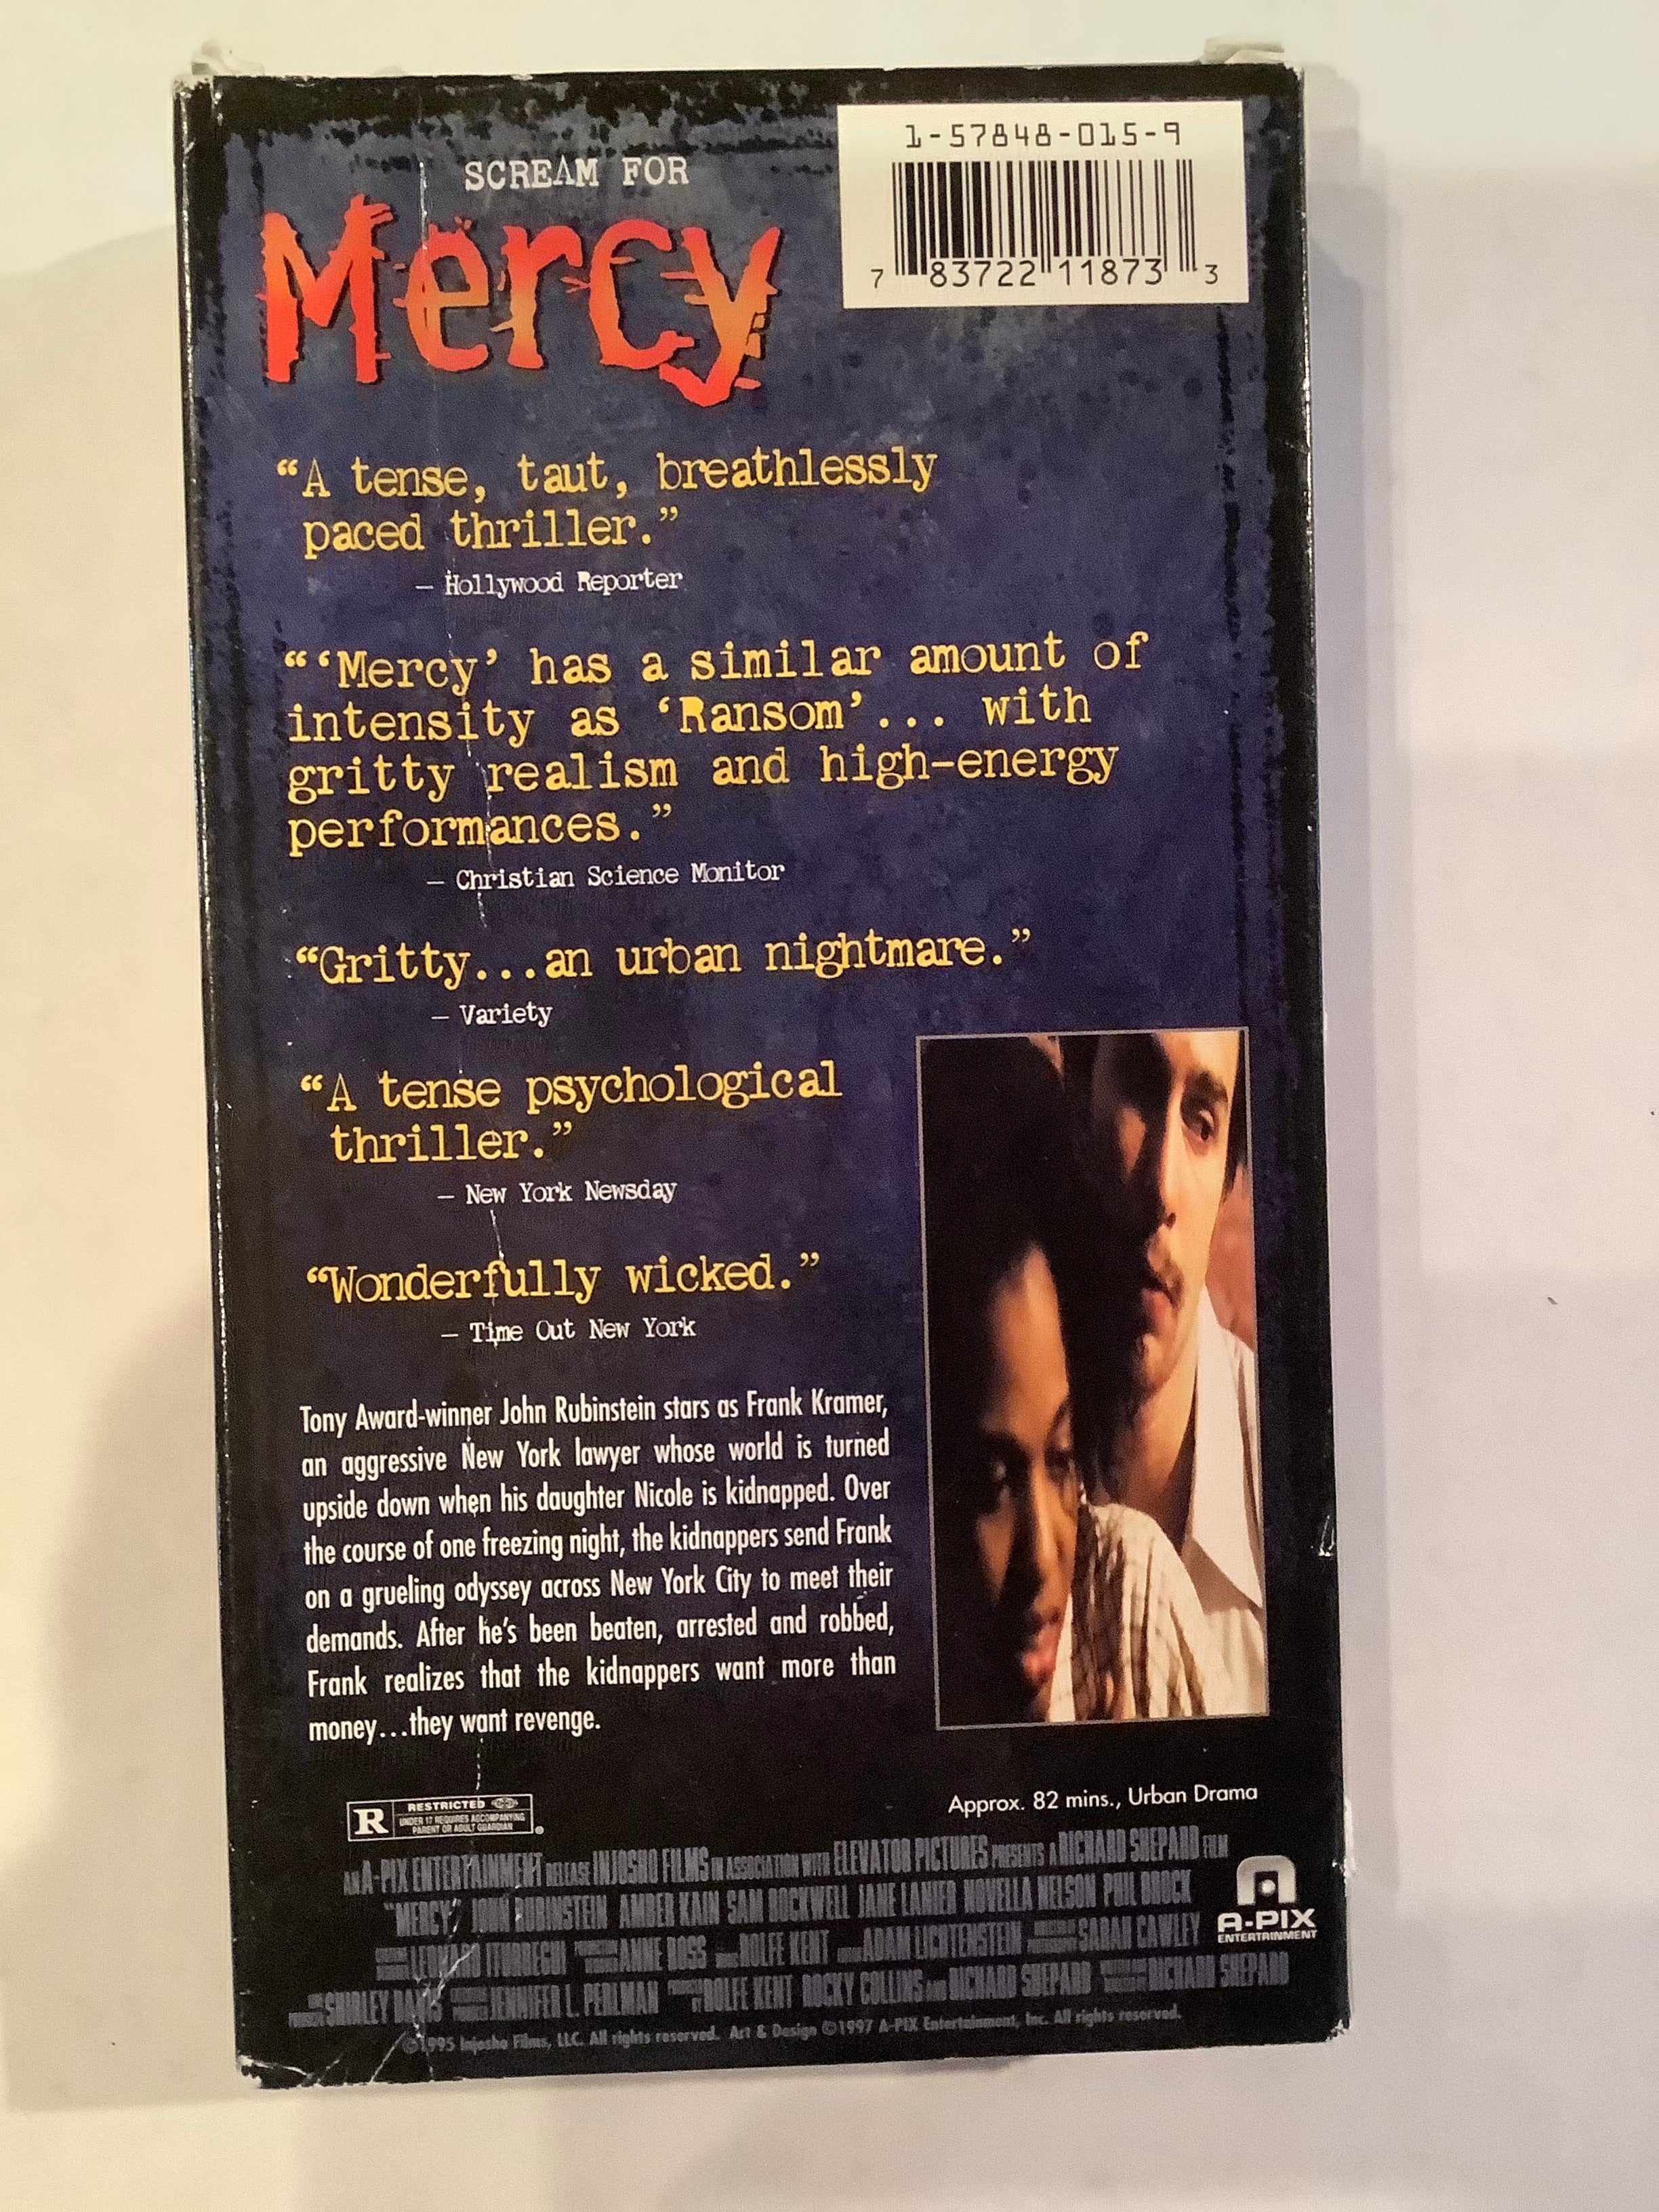 1-57848-015-9
7 83722 11873 3
SCREAM FOR
Mercy
“A tense, taut, breathlessly
paced thriller.”
— Hollywood Reporter
“‘Mercy’ has a similar amount of
intensity as ‘Ransom’... with
gritty realism and high-energy
performances.”
— Christian Science Monitor
“Gritty...an urban nightmare.”
— Variety
“A tense psychological
thriller.”
— New York Newsday
“Wonderfully wicked.”
— Time Out New York
Tony Award-winner John Rubinstein stars as Frank Kramer,
an aggressive New York lawyer whose world is turned
upside down when his daughter Nicole is kidnapped. Over
the course of one freezing night, the kidnappers send Frank
on a grueling odyssey across New York City to meet their
demands. After he’s been beaten, arrested and robbed,
Frank realizes that the kidnappers want more than
money...they want revenge.
R RESTRICTED
UNDER 17 REQUIRES ACCOMPANYING
PARENT OR ADULT GUARDIAN
Approx. 82 mins., Urban Drama
AN A-PIX ENTERTAINMENT RELEASE INJOSHO FILMS IN ASSOCIATION WITH ELEVATOR PICTURES PRESENTS A RICHARD SHEPARD FILM
“MERCY” JOHN RUBINSTEIN AMBER KAIN SAM ROCKWELL JANE LANIER NOVELLA NELSON PHIL BROCK
ANNE ROSS ROLFE KENT ADAM LICHTENSTEIN SARAH CAWLEY
SHIRLEY DAVIS JENNIFER L. PERLMAN ROLFE KENT ROCKY COLLINS AND RICHARD SHEPARD RICHARD SHEPARD
A-PIX
ENTERTAINMENT
©1995 Injosho Films, LLC. All rights reserved. Art & Design ©1997 A-PIX Entertainment, Inc. All rights reserved.